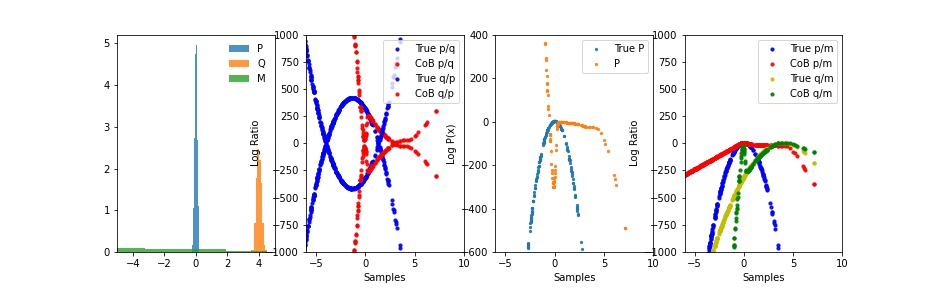 5
4
3
2
1
0
−4
−2
0
2
4
P
Q
M
Log Ratio
1000
750
500
250
0
−250
−500
−750
−1000
−5
0
5
10
Samples
True p/q
CoB p/q
True q/p
CoB q/p
Log P(x)
400
200
0
−200
−400
−600
−5
0
5
10
Samples
True P
P
Log Ratio
1000
750
500
250
0
−250
−500
−750
−1000
−5
0
5
10
Samples
True p/m
CoB p/m
True q/m
CoB q/m